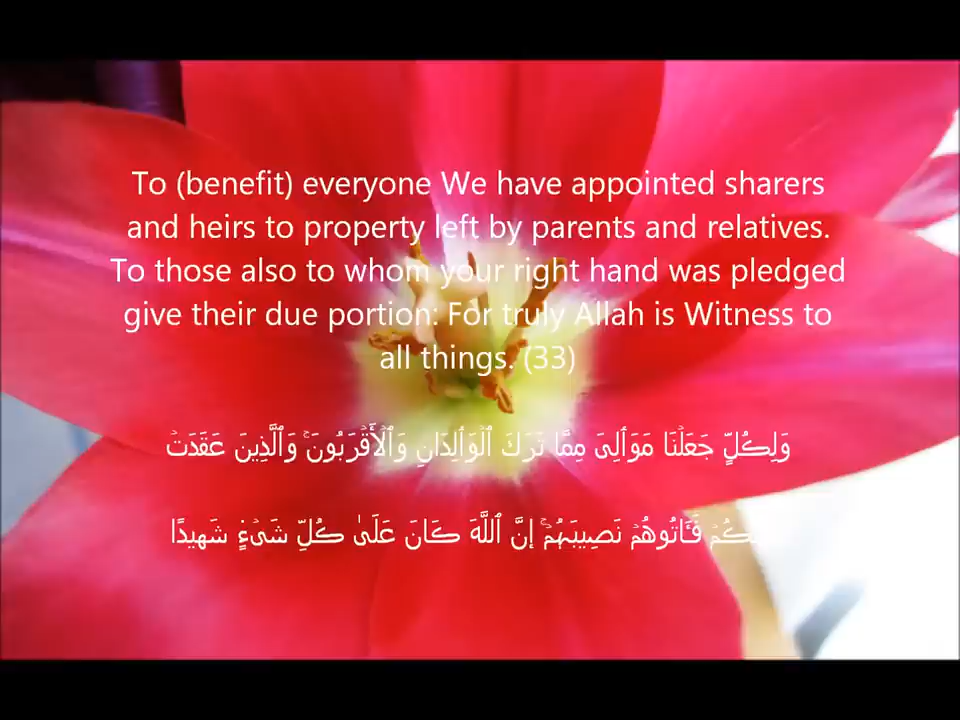 To (benefit) everyone We have appointed sharers
and heirs to property left by parents and relatives.
To those also to whom your right hand was pledged
give their due portion: For truly Allah is Witness to
all things. (33)
وَلِكُلٍّ جَعَلْنَا مَوَٰلِىَ مِمَّا تَرَكَ ٱلْوَٰلِدَانِ وَٱلْأَقْرَبُونَ ۚ وَٱلَّذِينَ عَقَدَتْ
فَـَٔاتُوهُمْ نَصِيبَهُمْ ۚ إِنَّ ٱللَّهَ كَانَ عَلَىٰ كُلِّ شَىْءٍ شَهِيدًا